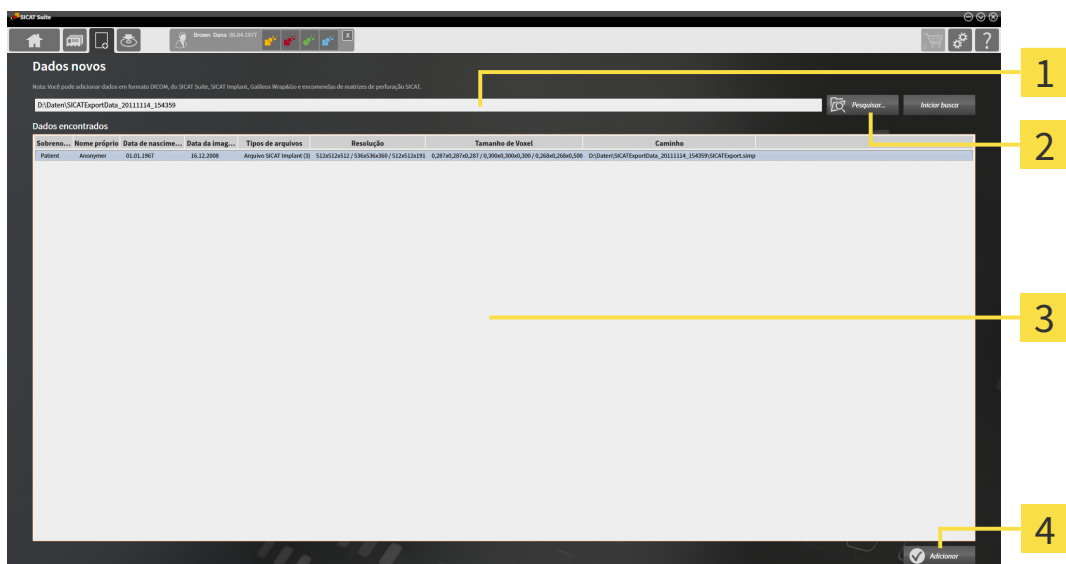 SICAT Suite
Brown Dana 06.04.1977
X
?
Dados novos
Nota: Você pode adicionar dados em formato DICOM, do SICAT Suite, SICAT Implant, Galileos Wrap&Go e encomendas de matrizes de perfuração SICAT.
D:\Daten\SICATExportData_20111114_154359
Pesquisar...
Iniciar busca
Dados encontrados
Sobreno... Nome próprio Data de nascime... Data da imag... Tipos de arquivos Resolução Tamanho de Voxel Caminho
Patient Anonymer 01.01.1967 16.12.2008 Arquivo SICAT Implant (3) 512x512x512 / 536x536x360 / 512x512x191 0,287x0,287x0,287 / 0,300x0,300x0,300 / 0,268x0,268x0,500 D:\Daten\SICATExportData_20111114_154359\SICATExport.simp
Adicionar
1
2
3
4